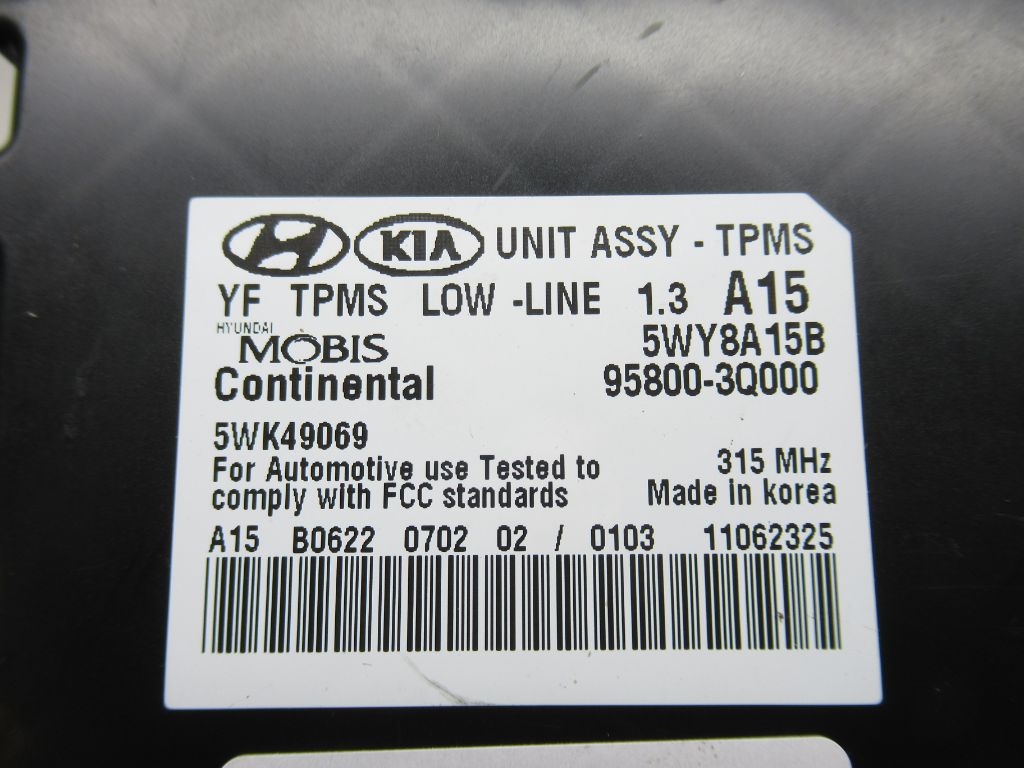 KIA UNIT ASSY - TPMS
YF TPMS LOW -LINE 1.3 A15
HYUNDAI
MOBIS 5WY8A15B
Continental 95800-3Q000
5WK49069
For Automotive use Tested to 315 MHz
comply with FCC standards Made in korea
A15 B0622 0702 02 / 0103 11062325